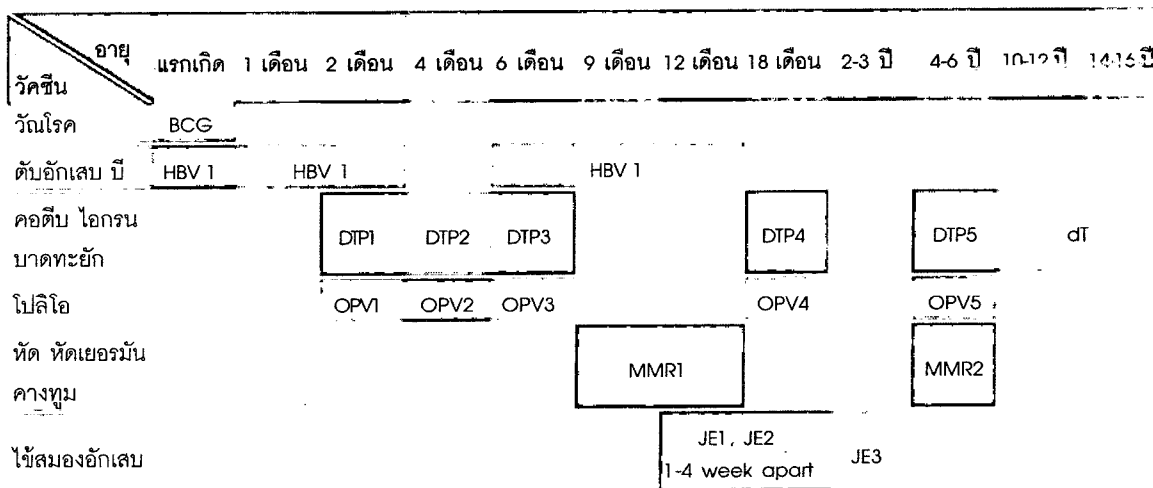 อายุ
วัคซีน
แรกเกิด 1 เดือน 2 เดือน 4 เดือน 6 เดือน 9 เดือน 12 เดือน 18 เดือน 2-3 ปี 4-6 ปี 10-12 ปี 14-15 ปี
วัณโรค BCG
ตับอักเสบ บี HBV 1 HBV 1 HBV 1
คอตีบ ไอกรน
บาดทะยัก
DTP1 DTP2 DTP3 DTP4 DTP5 dT
โปลิโอ OPV1 OPV2 OPV3 OPV4 OPV5
หัด หัดเยอรมัน
คางทูม
MMR1 MMR2
ไข้สมองอักเสบ
JE1, JE2
1-4 week apart
JE3